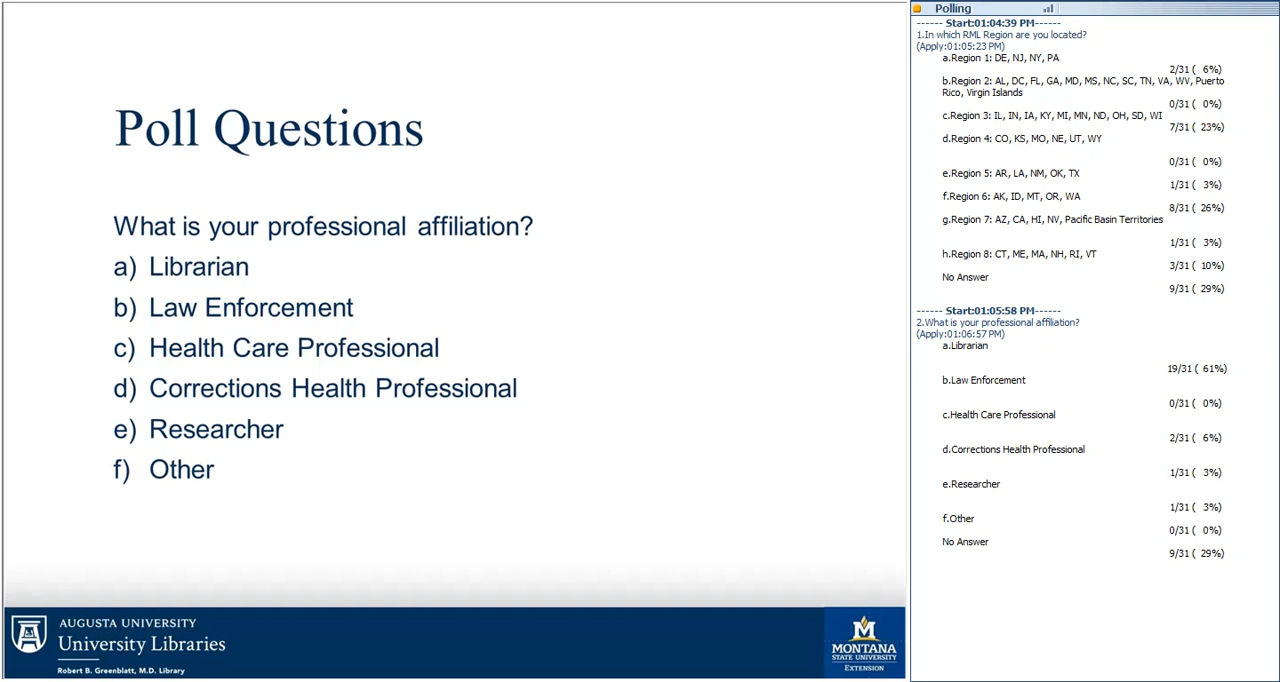 Poll Questions
What is your professional affiliation?
a) Librarian
b) Law Enforcement
c) Health Care Professional
d) Corrections Health Professional
e) Researcher
f) Other
AUGUSTA UNIVERSITY
University Libraries
Robert B. Greenblatt, M.D. Library
M
MONTANA
STATE UNIVERSITY
EXTENSION
Polling
------ Start:01:04:39 PM------
1.In which RML Region are you located?
(Apply:01:05:23 PM)
a.Region 1: DE, NJ, NY, PA
2/31 ( 6%)
b.Region 2: AL, DC, FL, GA, MD, MS, NC, SC, TN, VA, WV, Puerto
Rico, Virgin Islands
0/31 ( 0%)
c.Region 3: IL, IN, IA, KY, MI, MN, ND, OH, SD, WI
7/31 ( 23%)
d.Region 4: CO, KS, MO, NE, UT, WY
0/31 ( 0%)
e.Region 5: AR, LA, NM, OK, TX
1/31 ( 3%)
f.Region 6: AK, ID, MT, OR, WA
8/31 ( 26%)
g.Region 7: AZ, CA, HI, NV, Pacific Basin Territories
1/31 ( 3%)
h.Region 8: CT, ME, MA, NH, RI, VT
3/31 ( 10%)
No Answer
9/31 ( 29%)
------ Start:01:05:58 PM------
2.What is your professional affiliation?
(Apply:01:06:57 PM)
a.Librarian
19/31 ( 61%)
b.Law Enforcement
0/31 ( 0%)
c.Health Care Professional
2/31 ( 6%)
d.Corrections Health Professional
1/31 ( 3%)
e.Researcher
1/31 ( 3%)
f.Other
0/31 ( 0%)
No Answer
9/31 ( 29%)